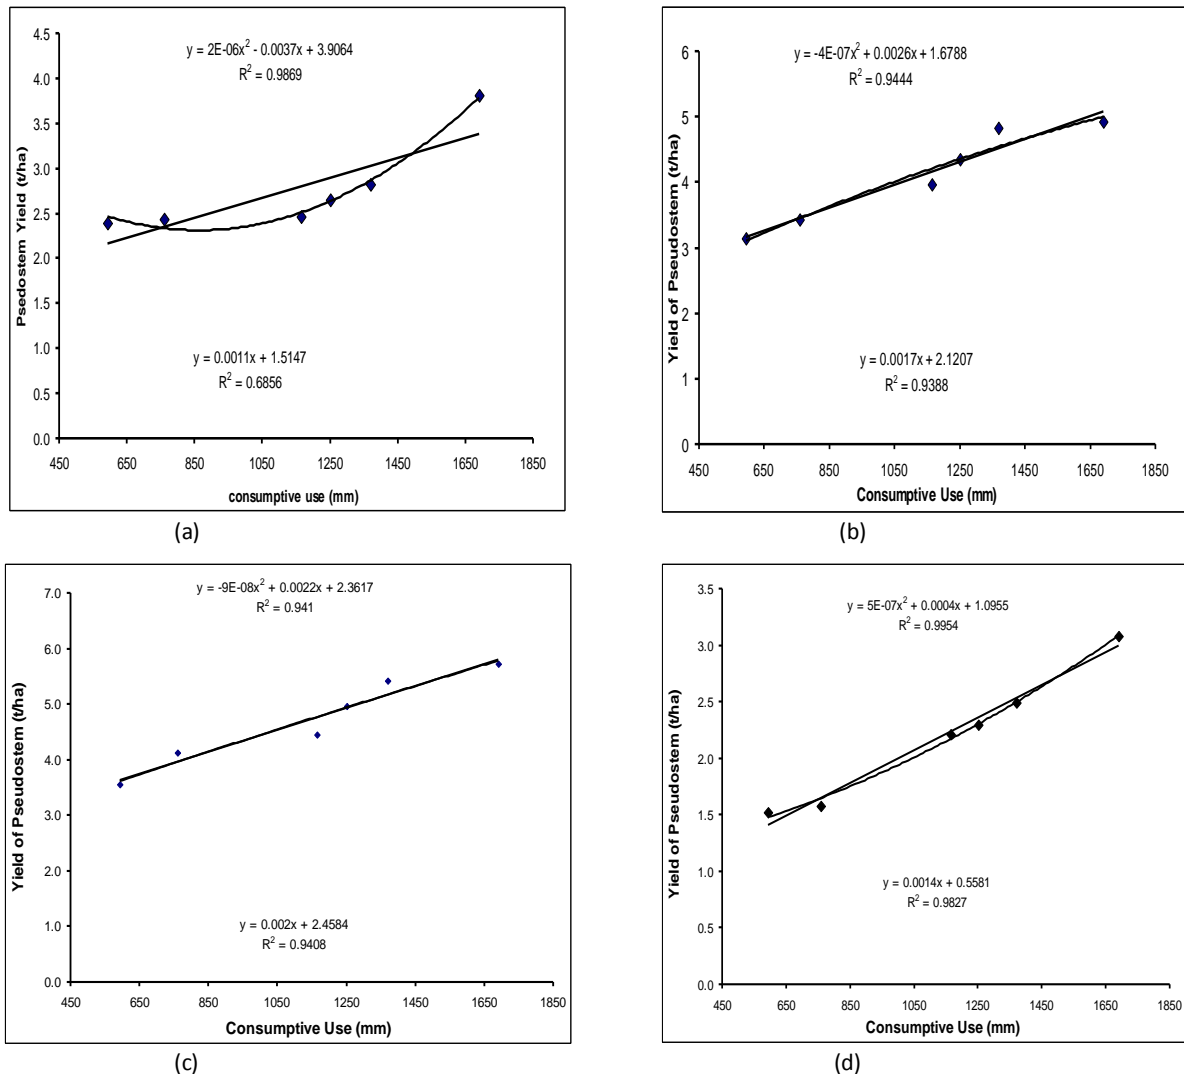 y = 2E-06x² - 0.0037x + 3.9064
R² = 0.9869
Psedostem Yield (t/ha)
4.5
4.0
3.5
3.0
2.5
2.0
1.5
1.0
0.5
0.0
y = 0.0011x + 1.5147
R² = 0.6856
450 650 850 1050 1250 1450 1650 1850
consumptive use (mm)
(a)
y = -4E-07x² + 0.0026x + 1.6788
R² = 0.9444
Yield of Pseudostem (t/ha)
6
5
4
3
2
1
0
y = 0.0017x + 2.1207
R² = 0.9388
450 650 850 1050 1250 1450 1650 1850
Consumptive Use (mm)
(b)
y = -9E-08x² + 0.0022x + 2.3617
R² = 0.941
Yield of Pseudostem (t/ha)
7.0
6.0
5.0
4.0
3.0
2.0
1.0
0.0
y = 0.002x + 2.4584
R² = 0.9408
450 650 850 1050 1250 1450 1650 1850
Consumptive Use (mm)
(c)
y = 5E-07x² + 0.0004x + 1.0955
R² = 0.9954
Yield of Pseudostem (t/ha)
3.5
3.0
2.5
2.0
1.5
1.0
0.5
0.0
y = 0.0014x + 0.5581
R² = 0.9827
450 650 850 1050 1250 1450 1650 1850
Consumptive Use (mm)
(d)